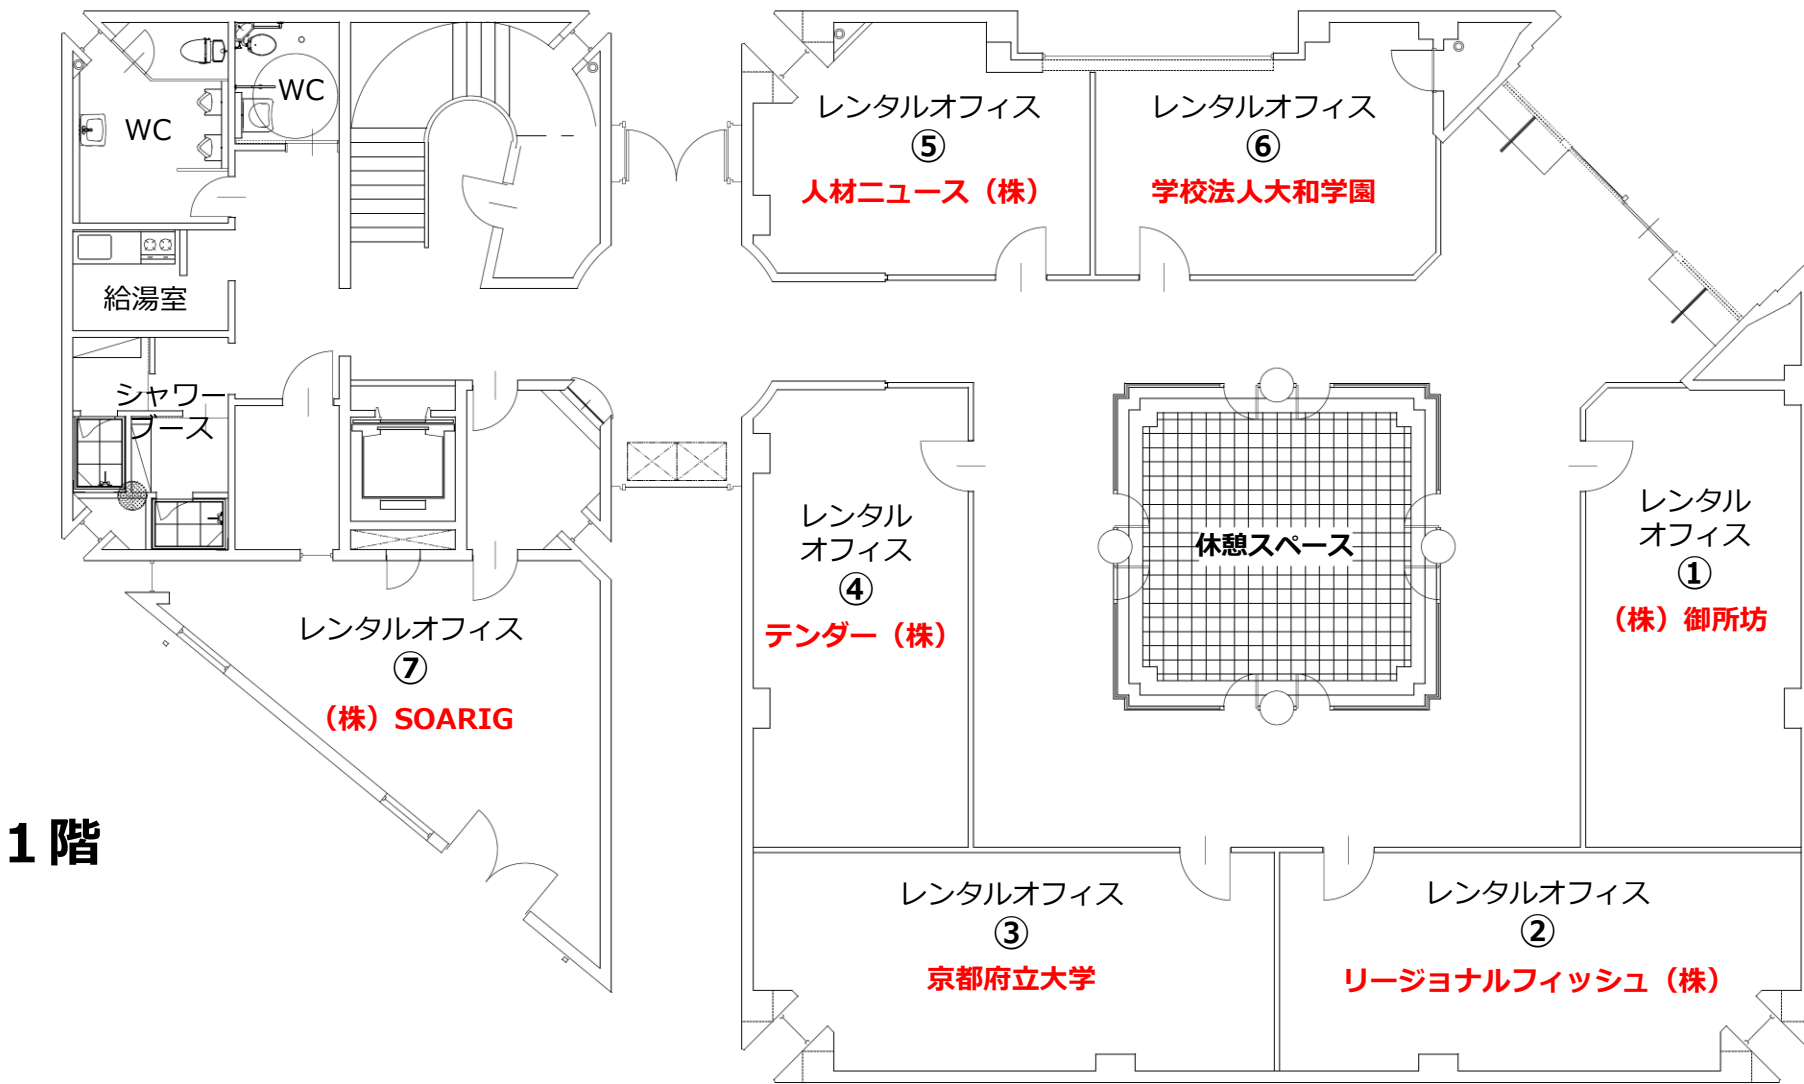 WC
WC
給湯室
シャワー
ブース
レンタルオフィス
⑤
人材ニュース（株）
レンタルオフィス
⑥
学校法人大和学園
レンタル
オフィス
④
テンダー（株）
休憩スペース
レンタル
オフィス
①
（株）御所坊
レンタルオフィス
⑦
（株）SOARIG
1階
レンタルオフィス
③
京都府立大学
レンタルオフィス
②
リージョナルフィッシュ（株）